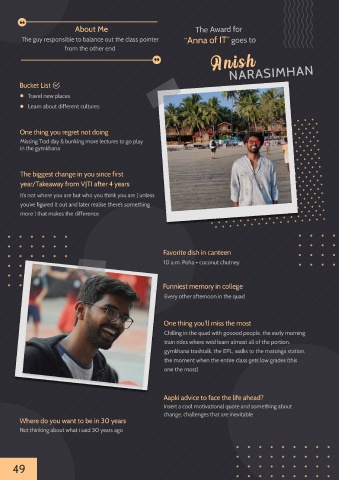 About Me
The guy responsible to balance out the class pointer
from the other end
The Award for
"Anna of IT" goes to
Anish
NARASIMHAN
Bucket List
Travel new places
Learn about different cultures
One thing you regret not doing
Missing Trad day & bunking more lectures to go play
in the gymkhana
The biggest change in you since first
year/Takeaway from VJTI after 4 years
It's not where you are but who you think you are ( unless
you've figured it out and later realise there's something
more ) that makes the difference
Favorite dish in canteen
10 a.m. Poha + coconut chutney
Funniest memory in college
Every other afternoon in the quad
One thing you'll miss the most
Chilling in the quad with gooood people, the early morning
train rides where we'd learn almost all of the portion,
gymkhana trashtalk, the EPL, walks to the matunga station,
the moment when the entire class gets low grades (this
one the most)
Aapki advice to face the life ahead?
Insert a cool motivational quote and something about
change, challenges that are inevitable
Where do you want to be in 30 years
Not thinking about what I said 30 years ago
49